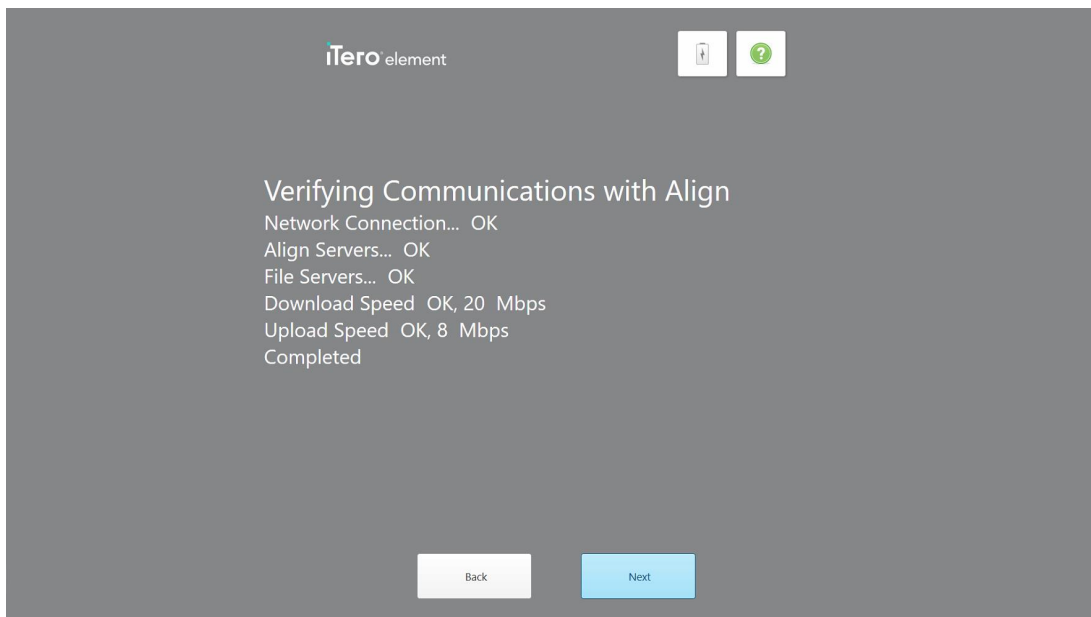 iTero element
?
Verifying Communications with Align
Network Connection... OK
Align Servers... OK
File Servers... OK
Download Speed OK, 20 Mbps
Upload Speed OK, 8 Mbps
Completed
Back
Next